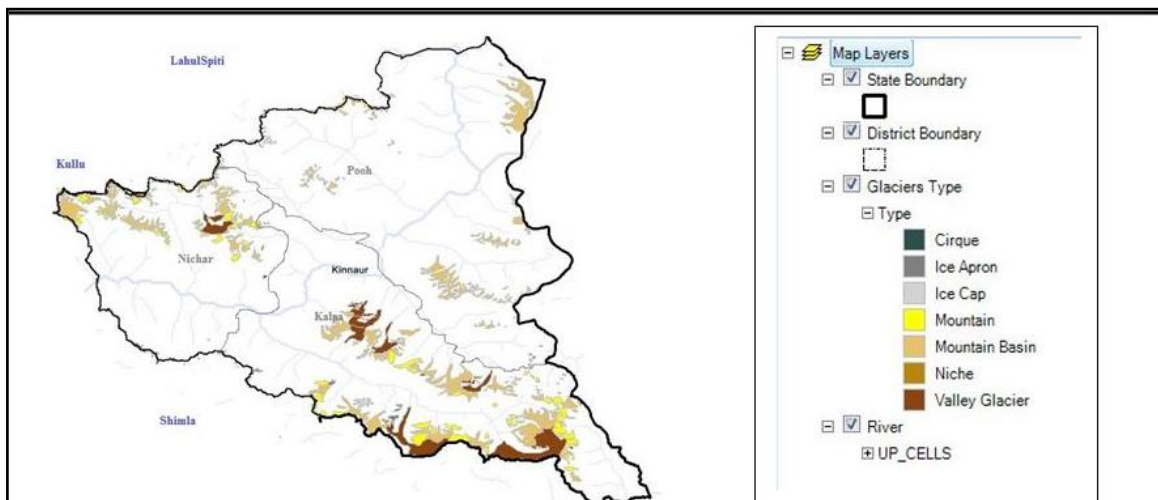 LahulSpiti
Kullu
Pooh
Nichar
Kinnaur
Kalpa
Shimla
Map Layers
State Boundary
District Boundary
Glaciers Type
Type
Cirque
Ice Apron
Ice Cap
Mountain
Mountain Basin
Niche
Valley Glacier
River
UP_CELLS